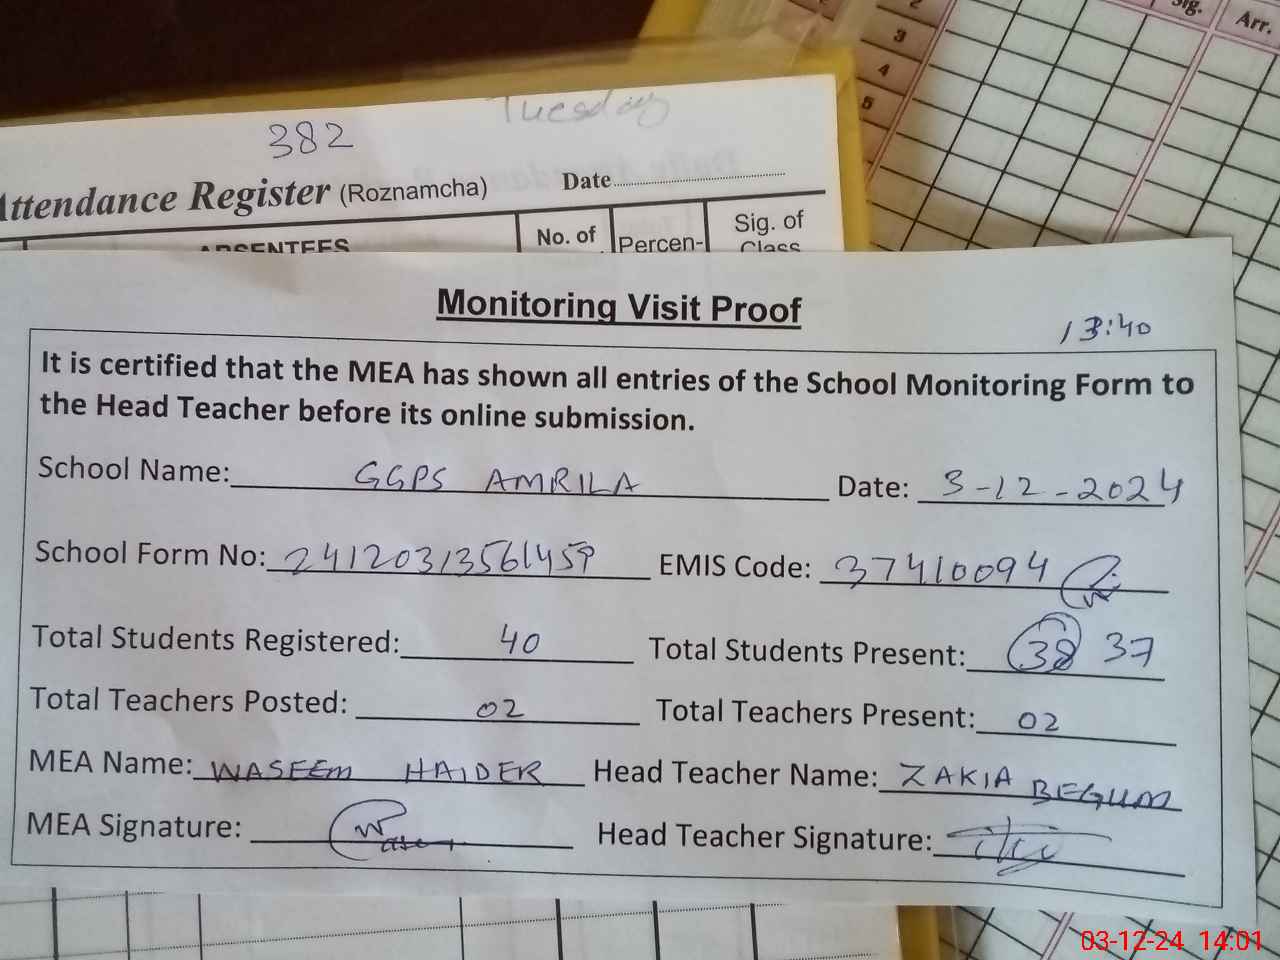 Sig. Arr.
2
3
4
5
Tuesday
382
Attendance Register (Roznamcha) Date
ABSENTEES No. of Percen- Sig. of
Class
Monitoring Visit Proof
13:40
It is certified that the MEA has shown all entries of the School Monitoring Form to
the Head Teacher before its online submission.
School Name: GGPS AMRILA Date: 3-12-2024
School Form No: 24120313561459 EMIS Code: 37410094
Total Students Registered: 40 Total Students Present: 38 37
Total Teachers Posted: 02 Total Teachers Present: 02
MEA Name: WASEEM HAIDER Head Teacher Name: ZAKIA BEGUM
MEA Signature: Head Teacher Signature:
03-12-24 14:01